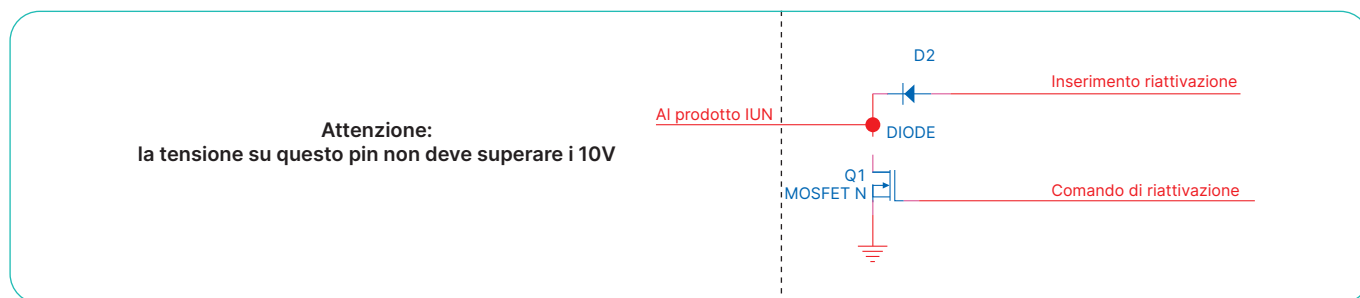 D2
Inserimento riattivazione
Al prodotto IUN
DIODE
Attenzione:
la tensione su questo pin non deve superare i 10V
Q1
MOSFET N
Comando di riattivazione